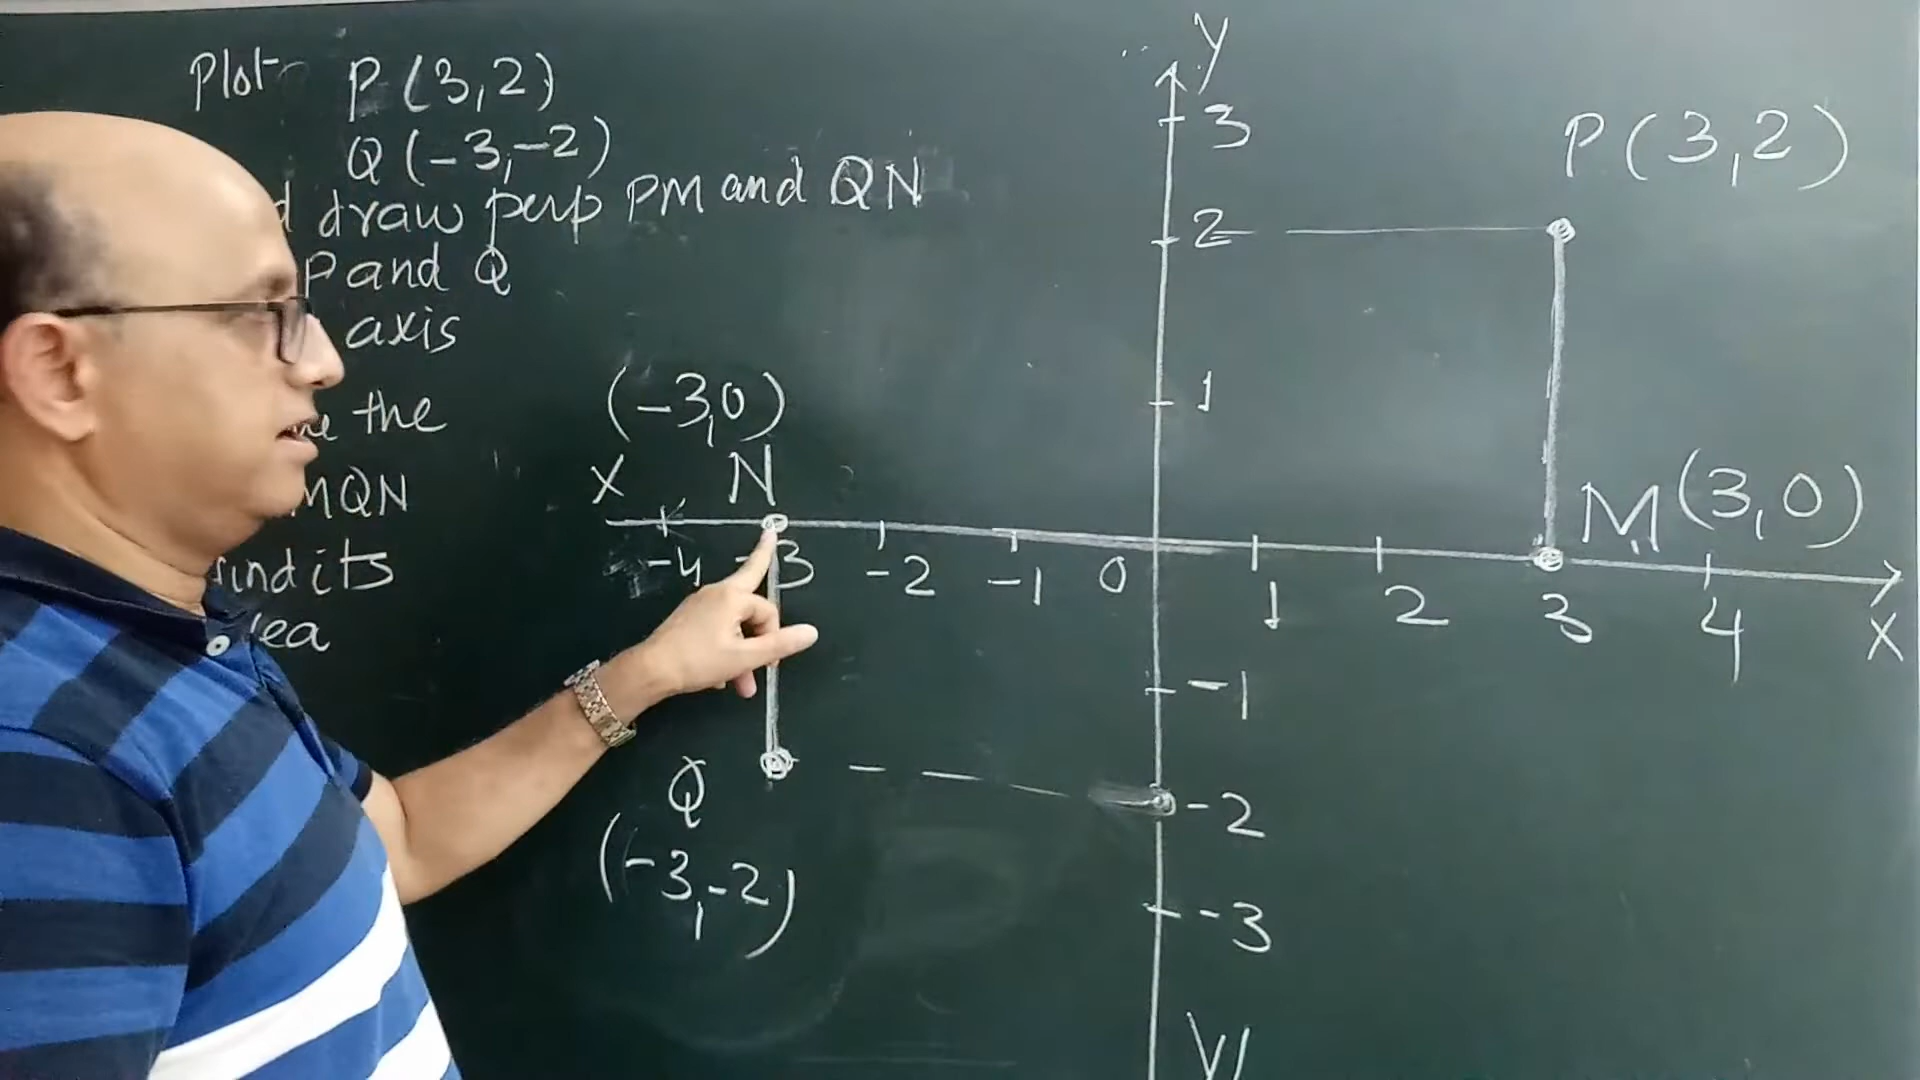 Plot P (3,2)
Q (-3,-2)
draw perp PM and QN
P and Q
axis
the
MQN
find its
Y
3
2
1
P (3,2)
(-3,0)
X N
M (3,0)
-4 -3 -2 -1 0 1 2 3 4
X
-1
-2
-3
Q
(-3,-2)